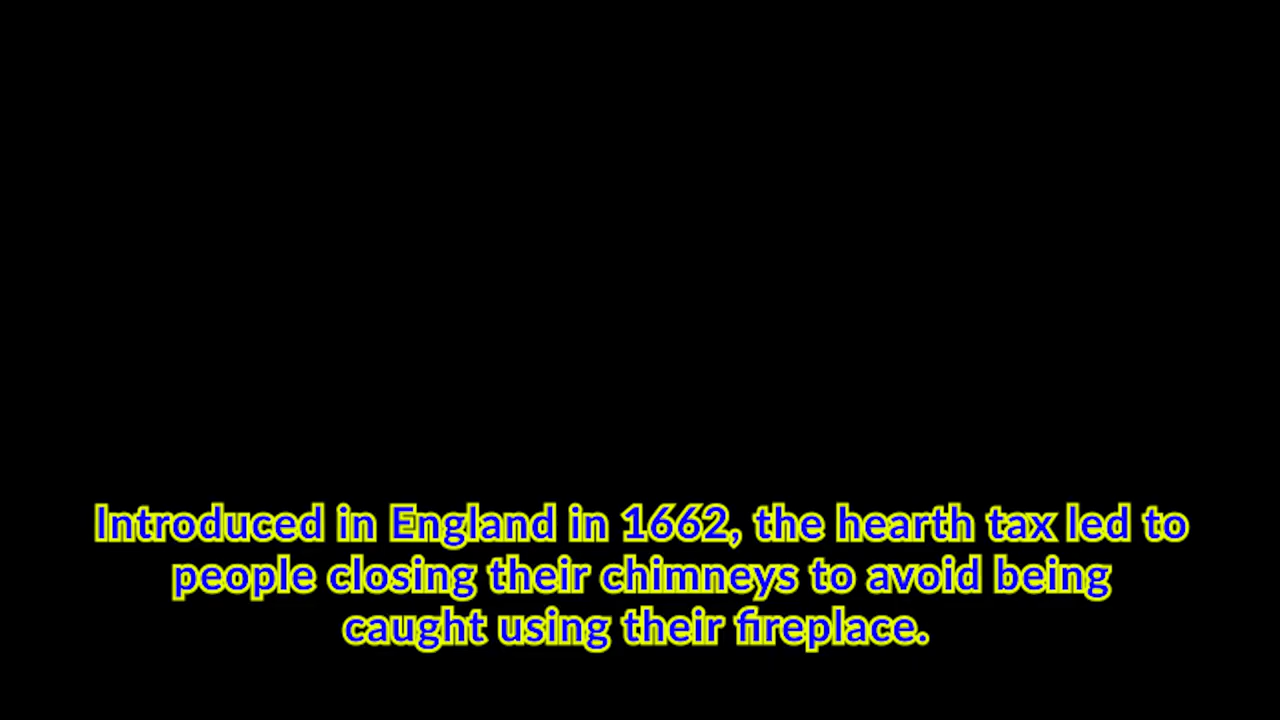 Introduced in England in 1662, the hearth tax led to
people closing their chimneys to avoid being
caught using their fireplace.